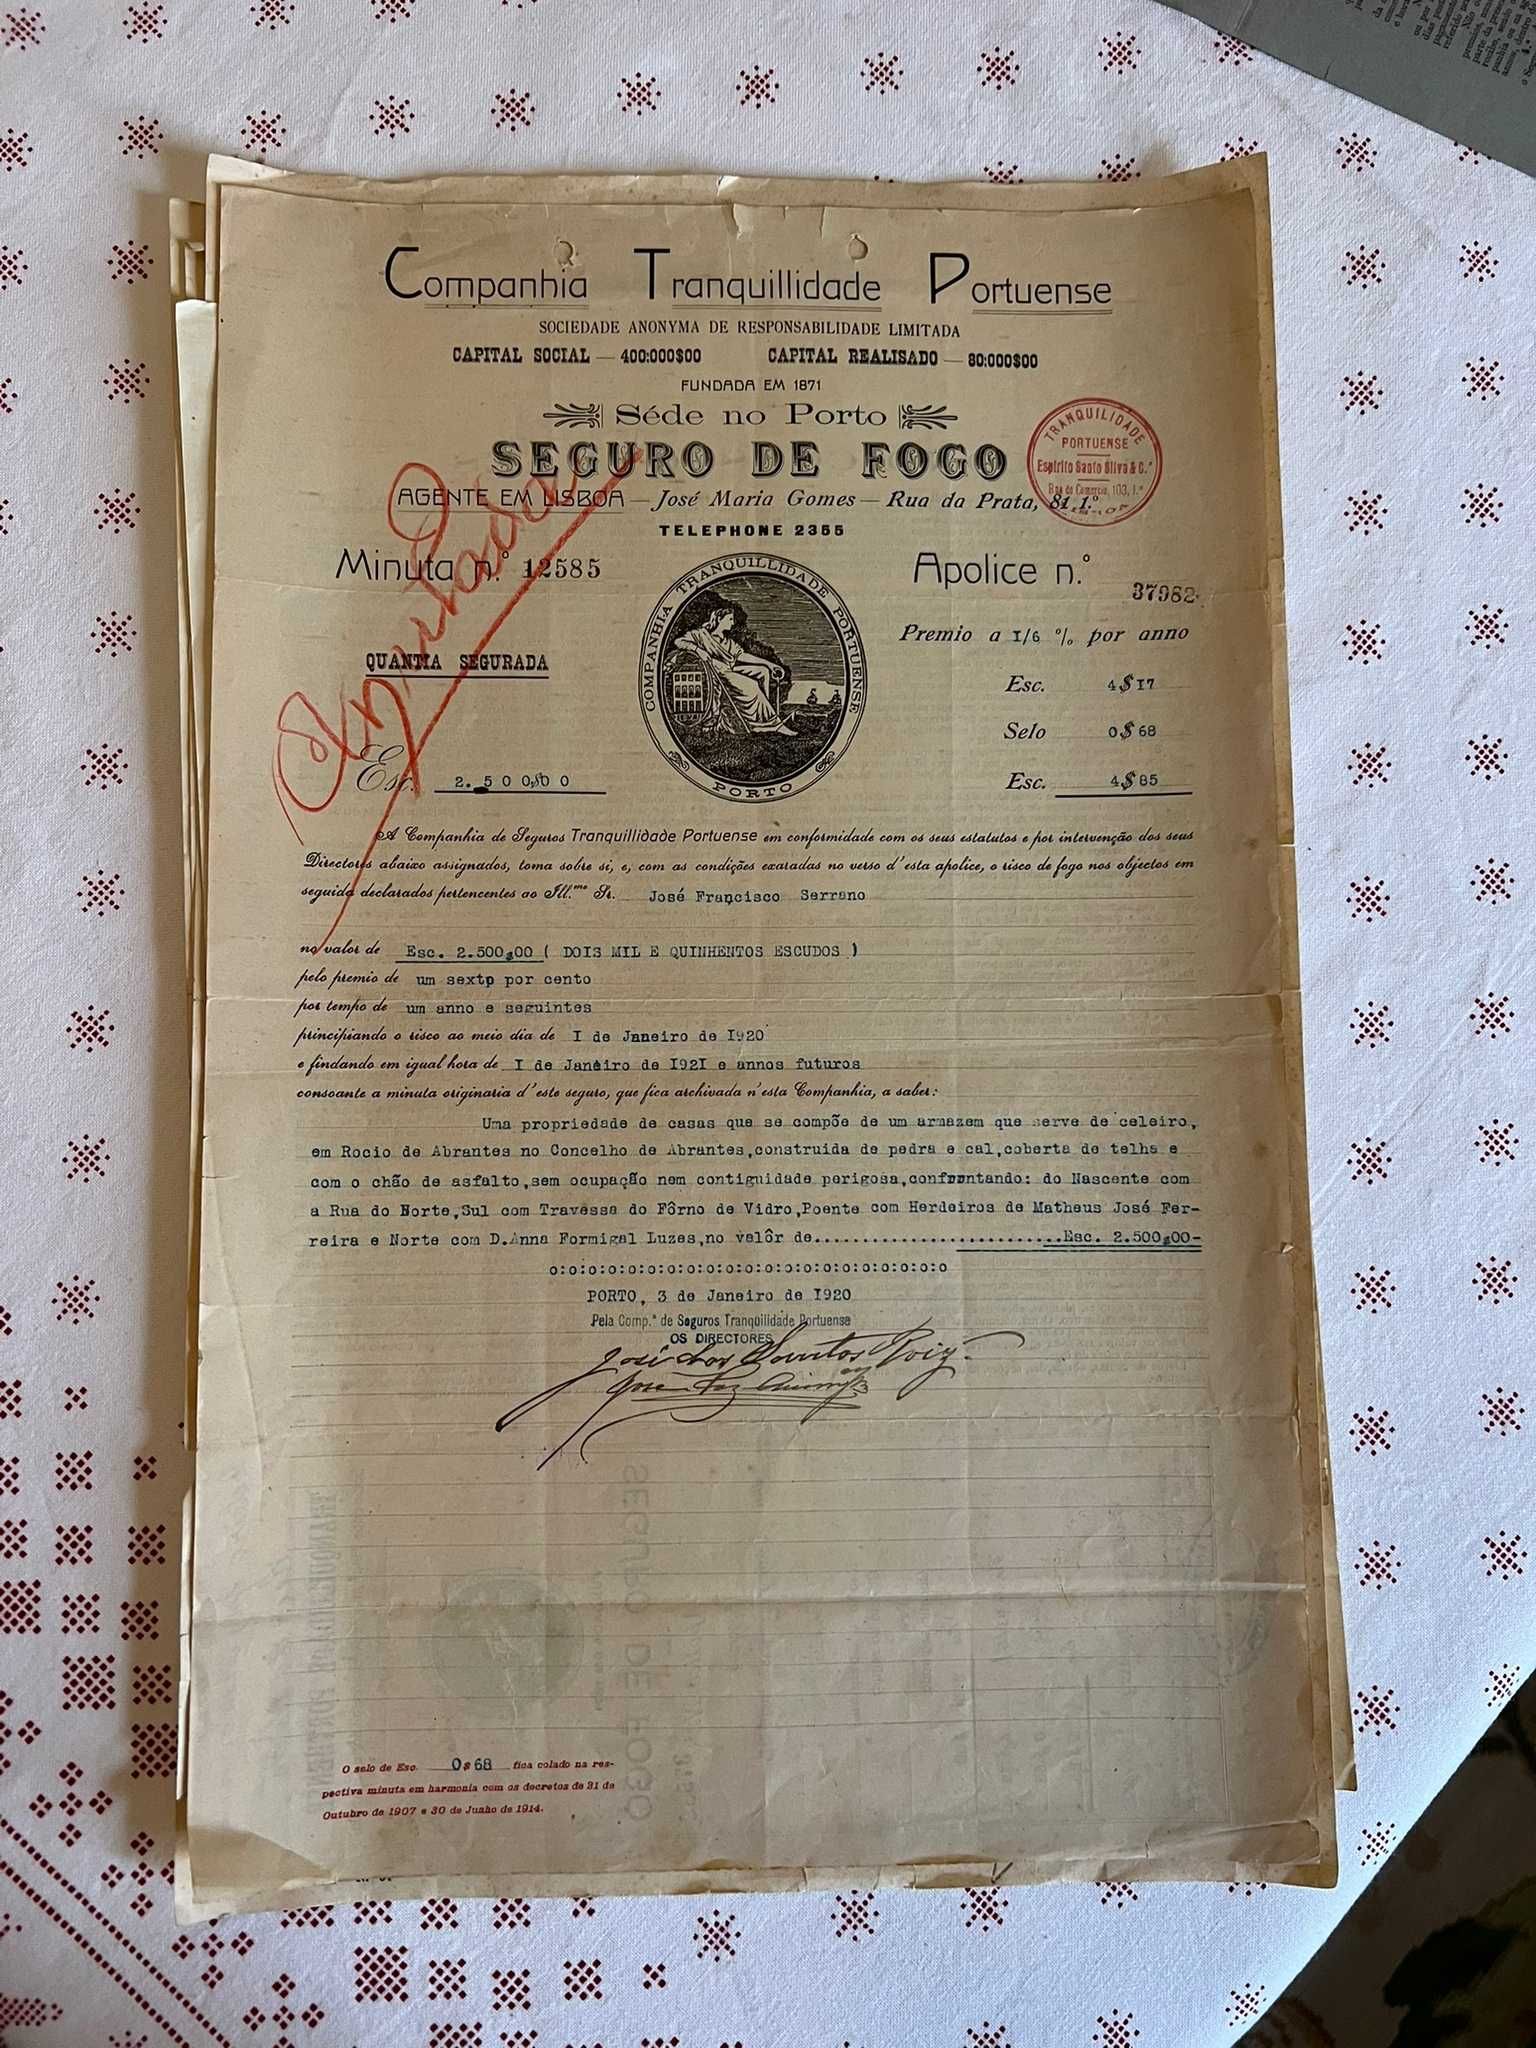 Companhia Tranquillidade Portuense
SOCIEDADE ANONYMA DE RESPONSABILIDADE LIMITADA
CAPITAL SOCIAL — 400:000$00 CAPITAL REALISADO — 80:000$00
FUNDADA EM 1871
Séde no Porto
SEGURO DE FOGO
AGENTE EM LISBOA — José Maria Gomes — Rua da Prata, 81 1.º
TELEPHONE 2355
TRANQUILIDADE
PORTUENSE
Espirito Santo Silva & C.ª
Rua do Comercio, 103, 1.º
Minuta n.º 12585
Apolice n.º 37982
COMPANHIA TRANQUILLIDADE PORTUENSE
PORTO
Premio a 1/6 % por anno
QUANTIA SEGURADA
Esc. 4$17
Selo 0$68
Esc. 2.500$00
Esc. 4$85
A Companhia de Seguros Tranquillidade Portuense em conformidade com os seus estatutos e por intervenção dos seus
Directores abaixo assignados, toma sobre si, e, com as condições exaradas no verso d'esta apolice, o risco de fogo nos objectos em
seguida declarados pertencentes ao Ill.mo Sr. José Francisco Serrano
no valor de Esc. 2.500$00 ( DOIS MIL E QUINHENTOS ESCUDOS )
pelo premio de um sexto por cento
por tempo de um anno e seguintes
principiando o risco ao meio dia de I de Janeiro de 1920
e findando em igual hora de I de Janeiro de 192I e annos futuros
consoante a minuta originaria d'este seguro, que fica archivada n'esta Companhia, a saber:
Uma propriedade de casas que se compõe de um armazem que serve de celeiro,
em Rocio de Abrantes no Concelho de Abrantes,construida de pedra e cal,coberta de telha e
com o chão de asfalto,sem ocupação nem contiguidade perigosa,confrontando: do Nascente com
a Rua do Norte,Sul com Travessa do Fôrno de Vidro,Poente com Herdeiros de Matheus José Fer-
reira e Norte com D.Anna Formigal Luzes,no valôr de.........................Esc. 2.500$00-
o:o:o:o:o:o:o:o:o:o:o:o:o:o:o:o:o:o:o:o:o
PORTO, 3 de Janeiro de I920
Pela Comp.ª de Seguros Tranquilidade Portuense
OS DIRECTORES
José dos Santos Roiz
O selo de Esc. 0$68 fica colado na res-
pectiva minuta em harmonia com os decretos de 21 de
Outubro de 1907 e 30 de Junho de 1914.